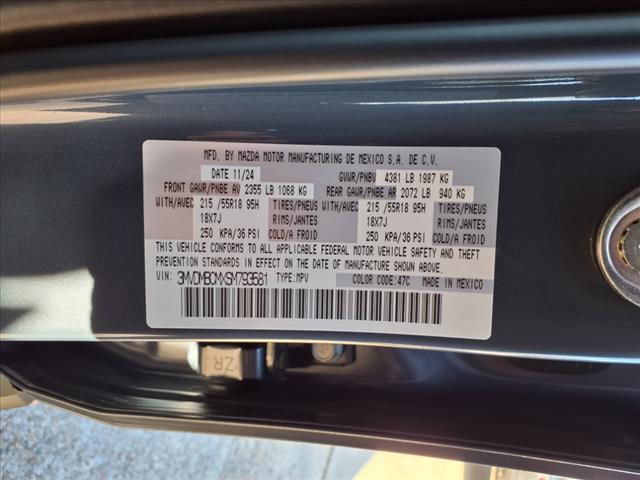 MFD. BY MAZDA MOTOR MANUFACTURING DE MEXICO S.A. DE C.V.
DATE 11/24 GVWR/PNBV 4381 LB 1987 KG
FRONT GAWR/PNBE AV 2355 LB 1068 KG REAR GAWR/PNBE AR 2072 LB 940 KG
WITH/AVEC 215 /55R18 95H TIRES/PNEUS WITH/AVEC 215 /55R18 95H TIRES/PNEUS
18X7J RIMS/JANTES 18X7J RIMS/JANTES
250 KPA/36 PSI COLD/A FROID 250 KPA/36 PSI COLD/A FROID
THIS VEHICLE CONFORMS TO ALL APPLICABLE FEDERAL MOTOR VEHICLE SAFETY AND THEFT
PREVENTION STANDARDS IN EFFECT ON THE DATE OF MANUFACTURE SHOWN ABOVE.
VIN: 3MVDMBCMXSM793581 TYPE: MPV COLOR CODE: 47C MADE IN MEXICO
ZR